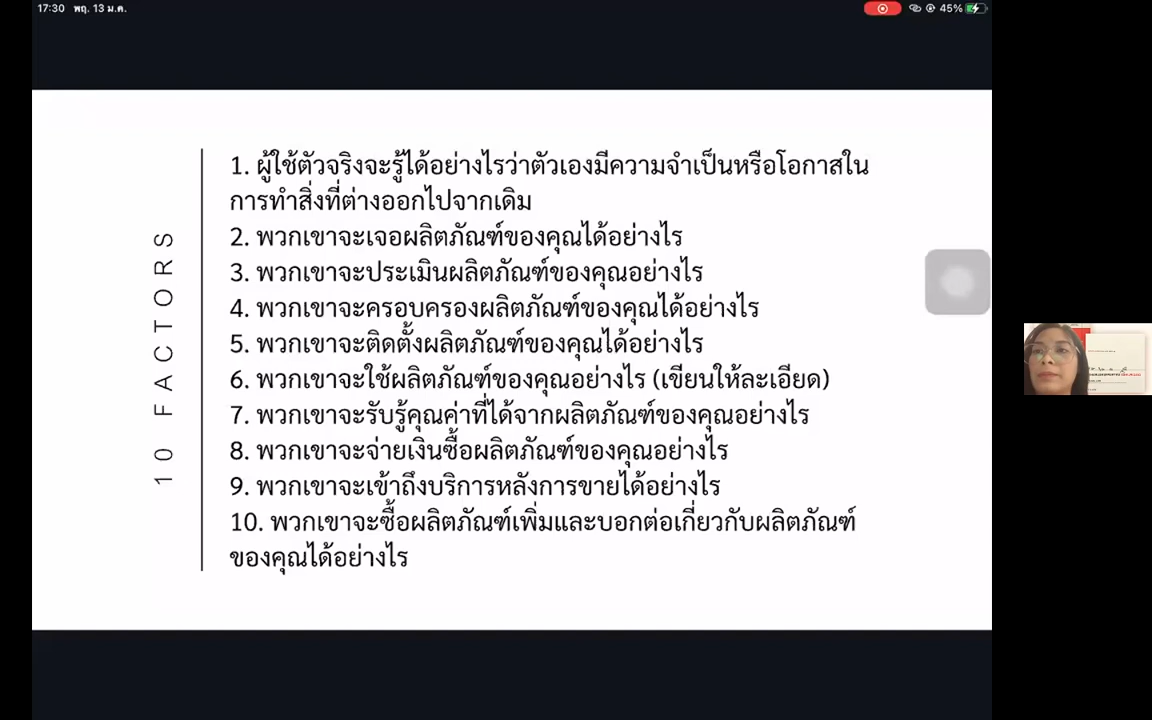 17:30 พฤ. 13 ม.ค.
45%
10 FACTORS
1. ผู้ใช้ตัวจริงจะรู้ได้อย่างไรว่าตัวเองมีความจำเป็นหรือโอกาสใน
การทำสิ่งที่ต่างออกไปจากเดิม
2. พวกเขาจะเจอผลิตภัณฑ์ของคุณได้อย่างไร
3. พวกเขาจะประเมินผลิตภัณฑ์ของคุณอย่างไร
4. พวกเขาจะครอบครองผลิตภัณฑ์ของคุณได้อย่างไร
5. พวกเขาจะติดตั้งผลิตภัณฑ์ของคุณได้อย่างไร
6. พวกเขาจะใช้ผลิตภัณฑ์ของคุณอย่างไร (เขียนให้ละเอียด)
7. พวกเขาจะรับรู้คุณค่าที่ได้จากผลิตภัณฑ์ของคุณอย่างไร
8. พวกเขาจะจ่ายเงินซื้อผลิตภัณฑ์ของคุณอย่างไร
9. พวกเขาจะเข้าถึงบริการหลังการขายได้อย่างไร
10. พวกเขาจะซื้อผลิตภัณฑ์เพิ่มและบอกต่อเกี่ยวกับผลิตภัณฑ์
ของคุณได้อย่างไร